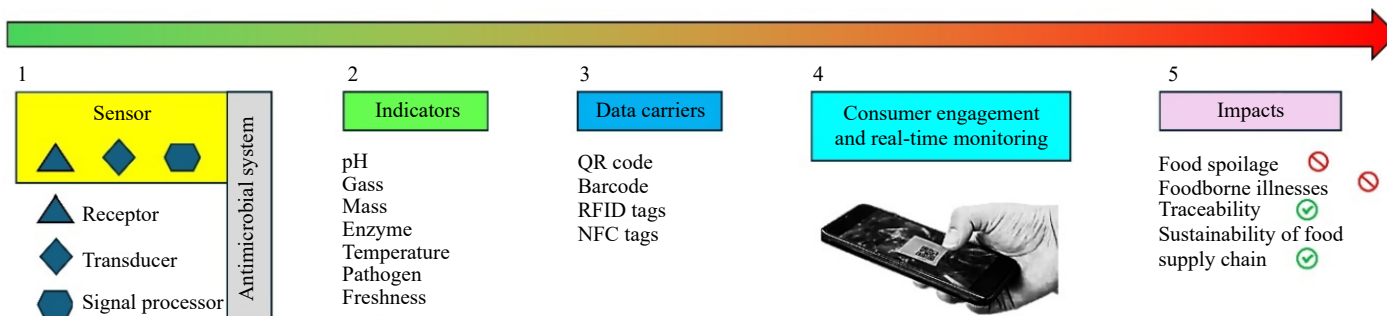 1
Sensor
Antimicrobial system
Receptor
Transducer
Signal processor
2
Indicators
pH
Gass
Mass
Enzyme
Temperature
Pathogen
Freshness
3
Data carriers
QR code
Barcode
RFID tags
NFC tags
4
Consumer engagement
and real-time monitoring
5
Impacts
Food spoilage
Foodborne illnesses
Traceability
Sustainability of food
supply chain